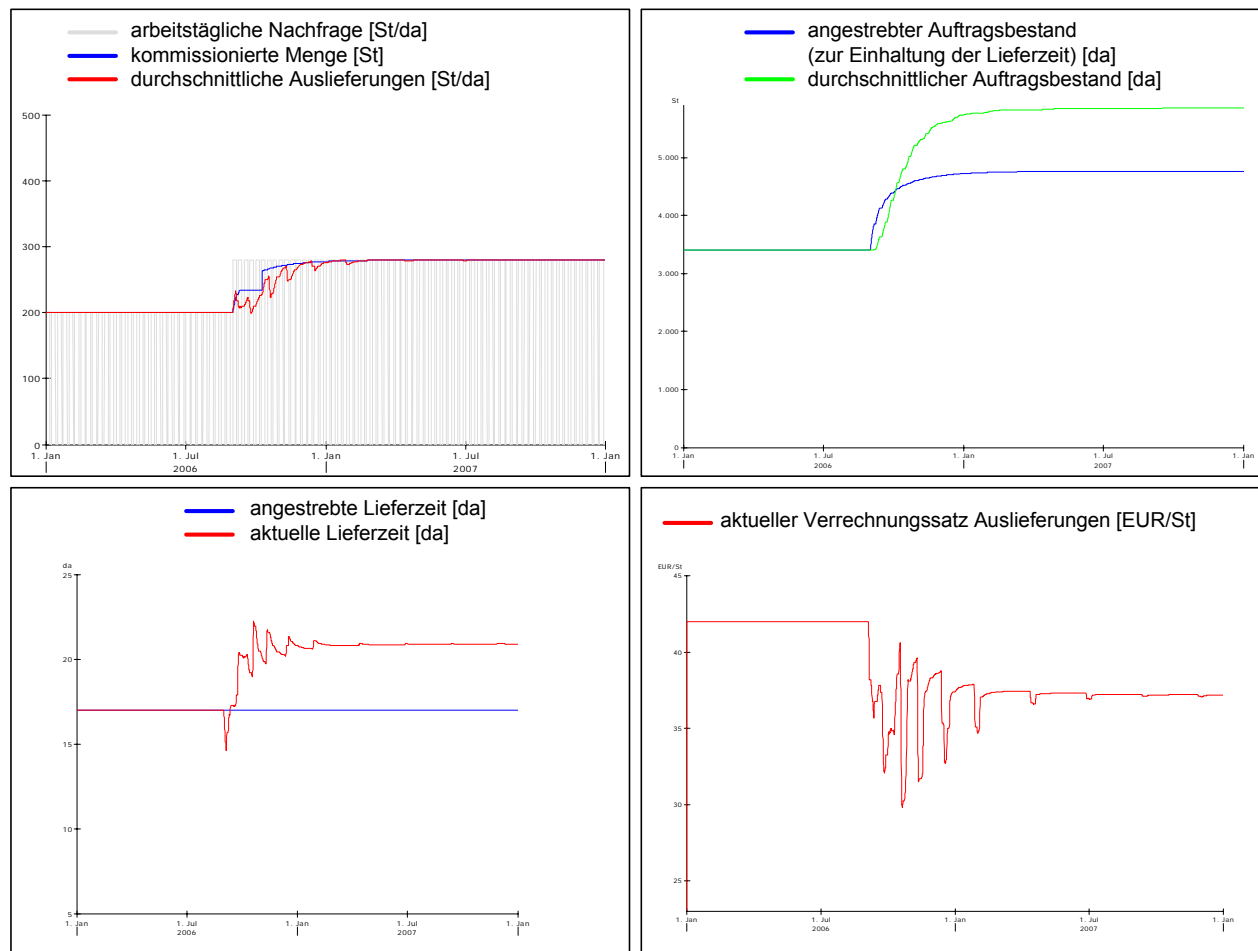 arbeitstägliche Nachfrage [St/da]
kommissionierte Menge [St]
durchschnittliche Auslieferungen [St/da]
500
400
300
200
100
0
1. Jan
1. Jul
1. Jan
1. Jul
1. Jan
2006
2007
angestrebter Auftragsbestand
(zur Einhaltung der Lieferzeit) [da]
durchschnittlicher Auftragsbestand [da]
St
5.000
4.000
3.000
2.000
1.000
0
1. Jan
1. Jul
1. Jan
1. Jul
1. Jan
2006
2007
angestrebte Lieferzeit [da]
aktuelle Lieferzeit [da]
da
25
20
15
10
5
1. Jan
1. Jul
1. Jan
1. Jul
1. Jan
2006
2007
aktueller Verrechnungssatz Auslieferungen [EUR/St]
EUR/St
45
40
35
30
25
1. Jan
1. Jul
1. Jan
1. Jul
1. Jan
2006
2007